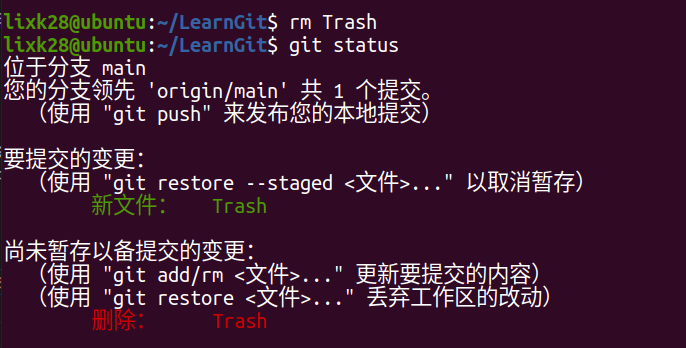 lixk28@ubuntu:~/LearnGit$ rm Trash
lixk28@ubuntu:~/LearnGit$ git status
位于分支 main
您的分支领先 'origin/main' 共 1 个提交。
  （使用 "git push" 来发布您的本地提交）
要提交的变更：
  （使用 "git restore --staged <文件>..." 以取消暂存）
        新文件：   Trash
尚未暂存以备提交的变更：
  （使用 "git add/rm <文件>..." 更新要提交的内容）
  （使用 "git restore <文件>..." 丢弃工作区的改动）
        删除：     Trash